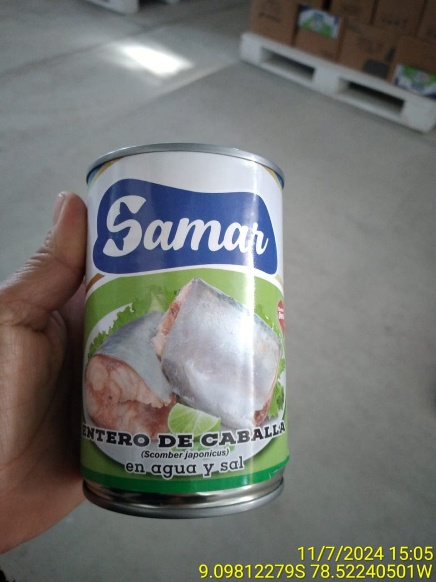 Samar
ENTERO DE CABALLA
(Scomber japonicus)
en agua y sal
11/7/2024 15:05
9.09812279S 78.52240501W